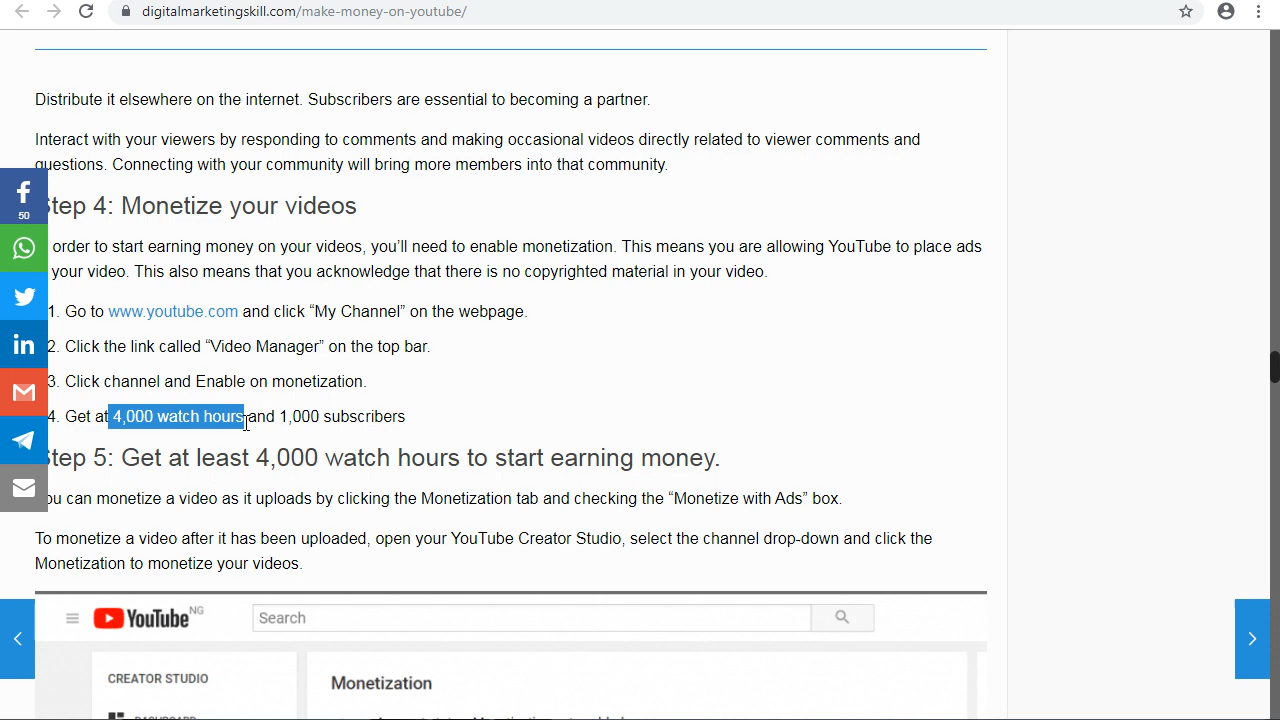 digitalmarketingskill.com/make-money-on-youtube/
Distribute it elsewhere on the internet. Subscribers are essential to becoming a partner.
Interact with your viewers by responding to comments and making occasional videos directly related to viewer comments and
questions. Connecting with your community will bring more members into that community.
50
Step 4: Monetize your videos
order to start earning money on your videos, you’ll need to enable monetization. This means you are allowing YouTube to place ads
your video. This also means that you acknowledge that there is no copyrighted material in your video.
1. Go to www.youtube.com and click “My Channel” on the webpage.
2. Click the link called “Video Manager” on the top bar.
3. Click channel and Enable on monetization.
4. Get at 4,000 watch hours and 1,000 subscribers
Step 5: Get at least 4,000 watch hours to start earning money.
You can monetize a video as it uploads by clicking the Monetization tab and checking the “Monetize with Ads” box.
To monetize a video after it has been uploaded, open your YouTube Creator Studio, select the channel drop-down and click the
Monetization to monetize your videos.
YouTube NG
Search
CREATOR STUDIO
Monetization